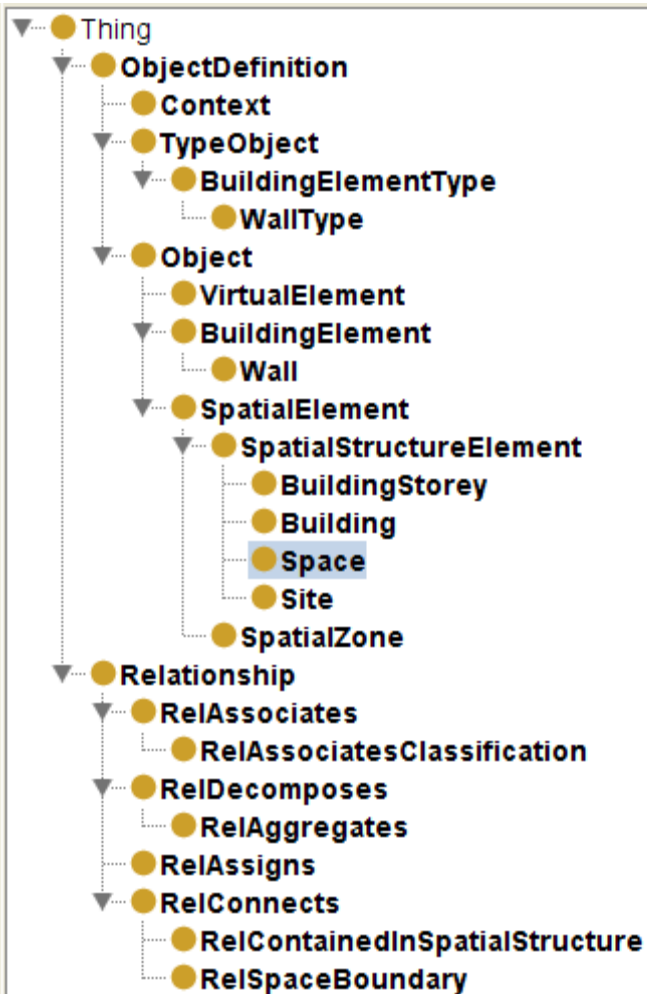 Thing
ObjectDefinition
Context
TypeObject
BuildingElementType
WallType
Object
VirtualElement
BuildingElement
Wall
SpatialElement
SpatialStructureElement
BuildingStorey
Building
Space
Site
SpatialZone
Relationship
RelAssociates
RelAssociatesClassification
RelDecomposes
RelAggregates
RelAssigns
RelConnects
RelContainedInSpatialStructure
RelSpaceBoundary